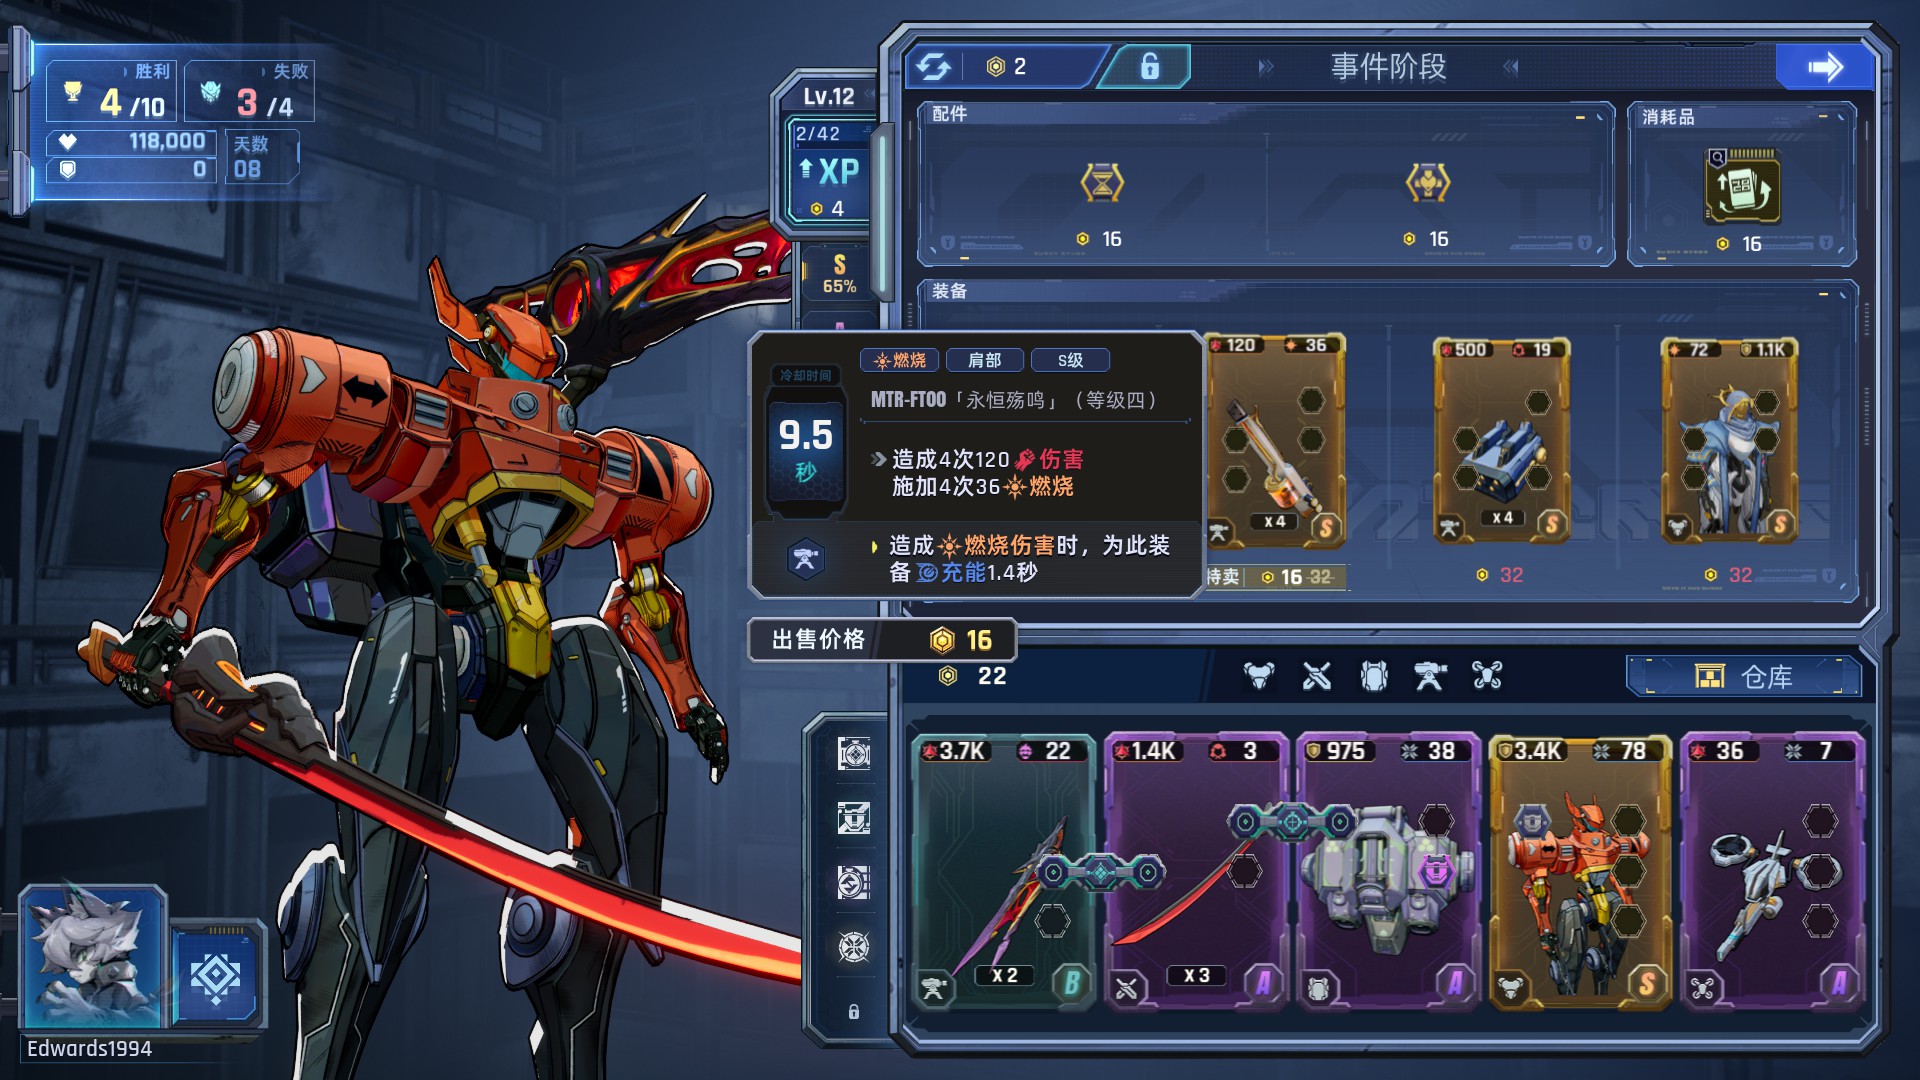 胜利
4 /10
失败
3 /4
118,000
0
天数
08
Lv.12
2/42
XP
4
S
65%
2
事件阶段
配件
16
16
消耗品
16
装备
120 36
x4
S
特卖 16 32
500 19
x4
S
32
72 1.1K
S
32
冷却时间
9.5
秒
燃烧 肩部 S级
MTR-FT00「永恒殇鸣」（等级四）
造成4次120伤害
施加4次36燃烧
造成燃烧伤害时，为此装
备充能1.4秒
出售价格 16
22
仓库
3.7K 22
x2
B
1.4K 3
x3
A
975 38
A
3.4K 78
S
36 7
A
Edwards1994